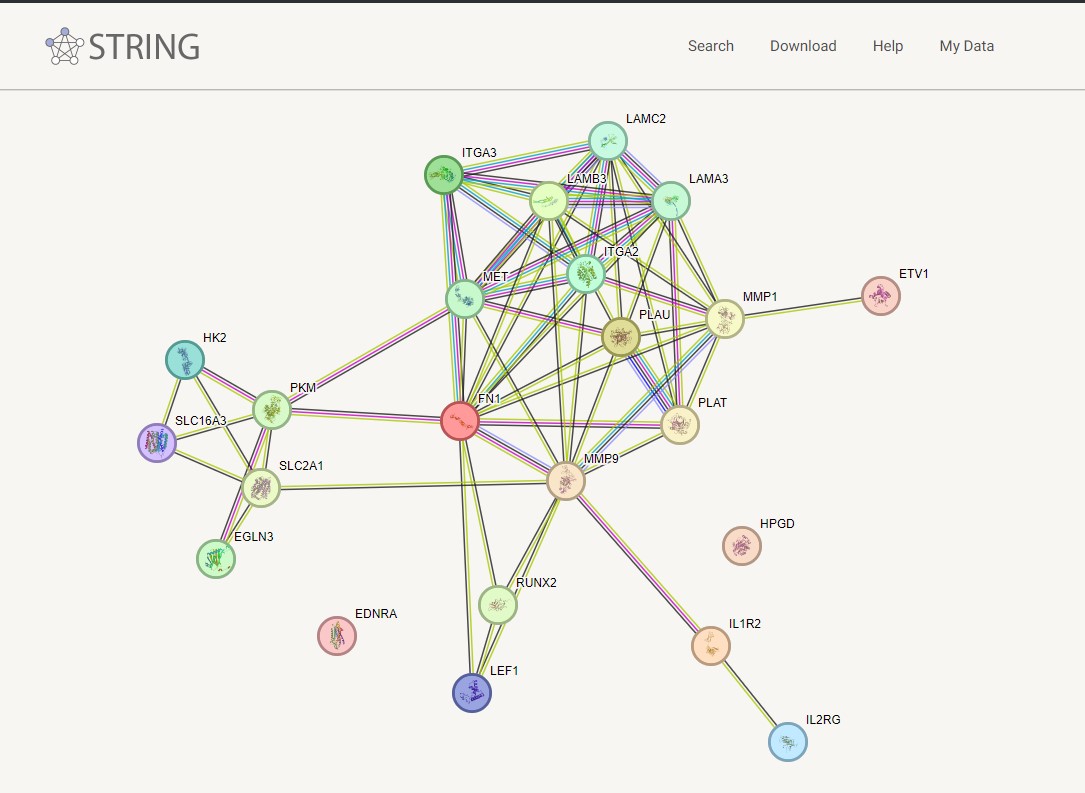 STRING
Search
Download
Help
My Data
LAMC2
ITGA3
LAMB3
LAMA3
ITGA2
MET
ETV1
MMP1
PLAU
HK2
PKM
FN1
PLAT
SLC16A3
MMP9
SLC2A1
HPGD
EGLN3
RUNX2
EDNRA
IL1R2
LEF1
IL2RG